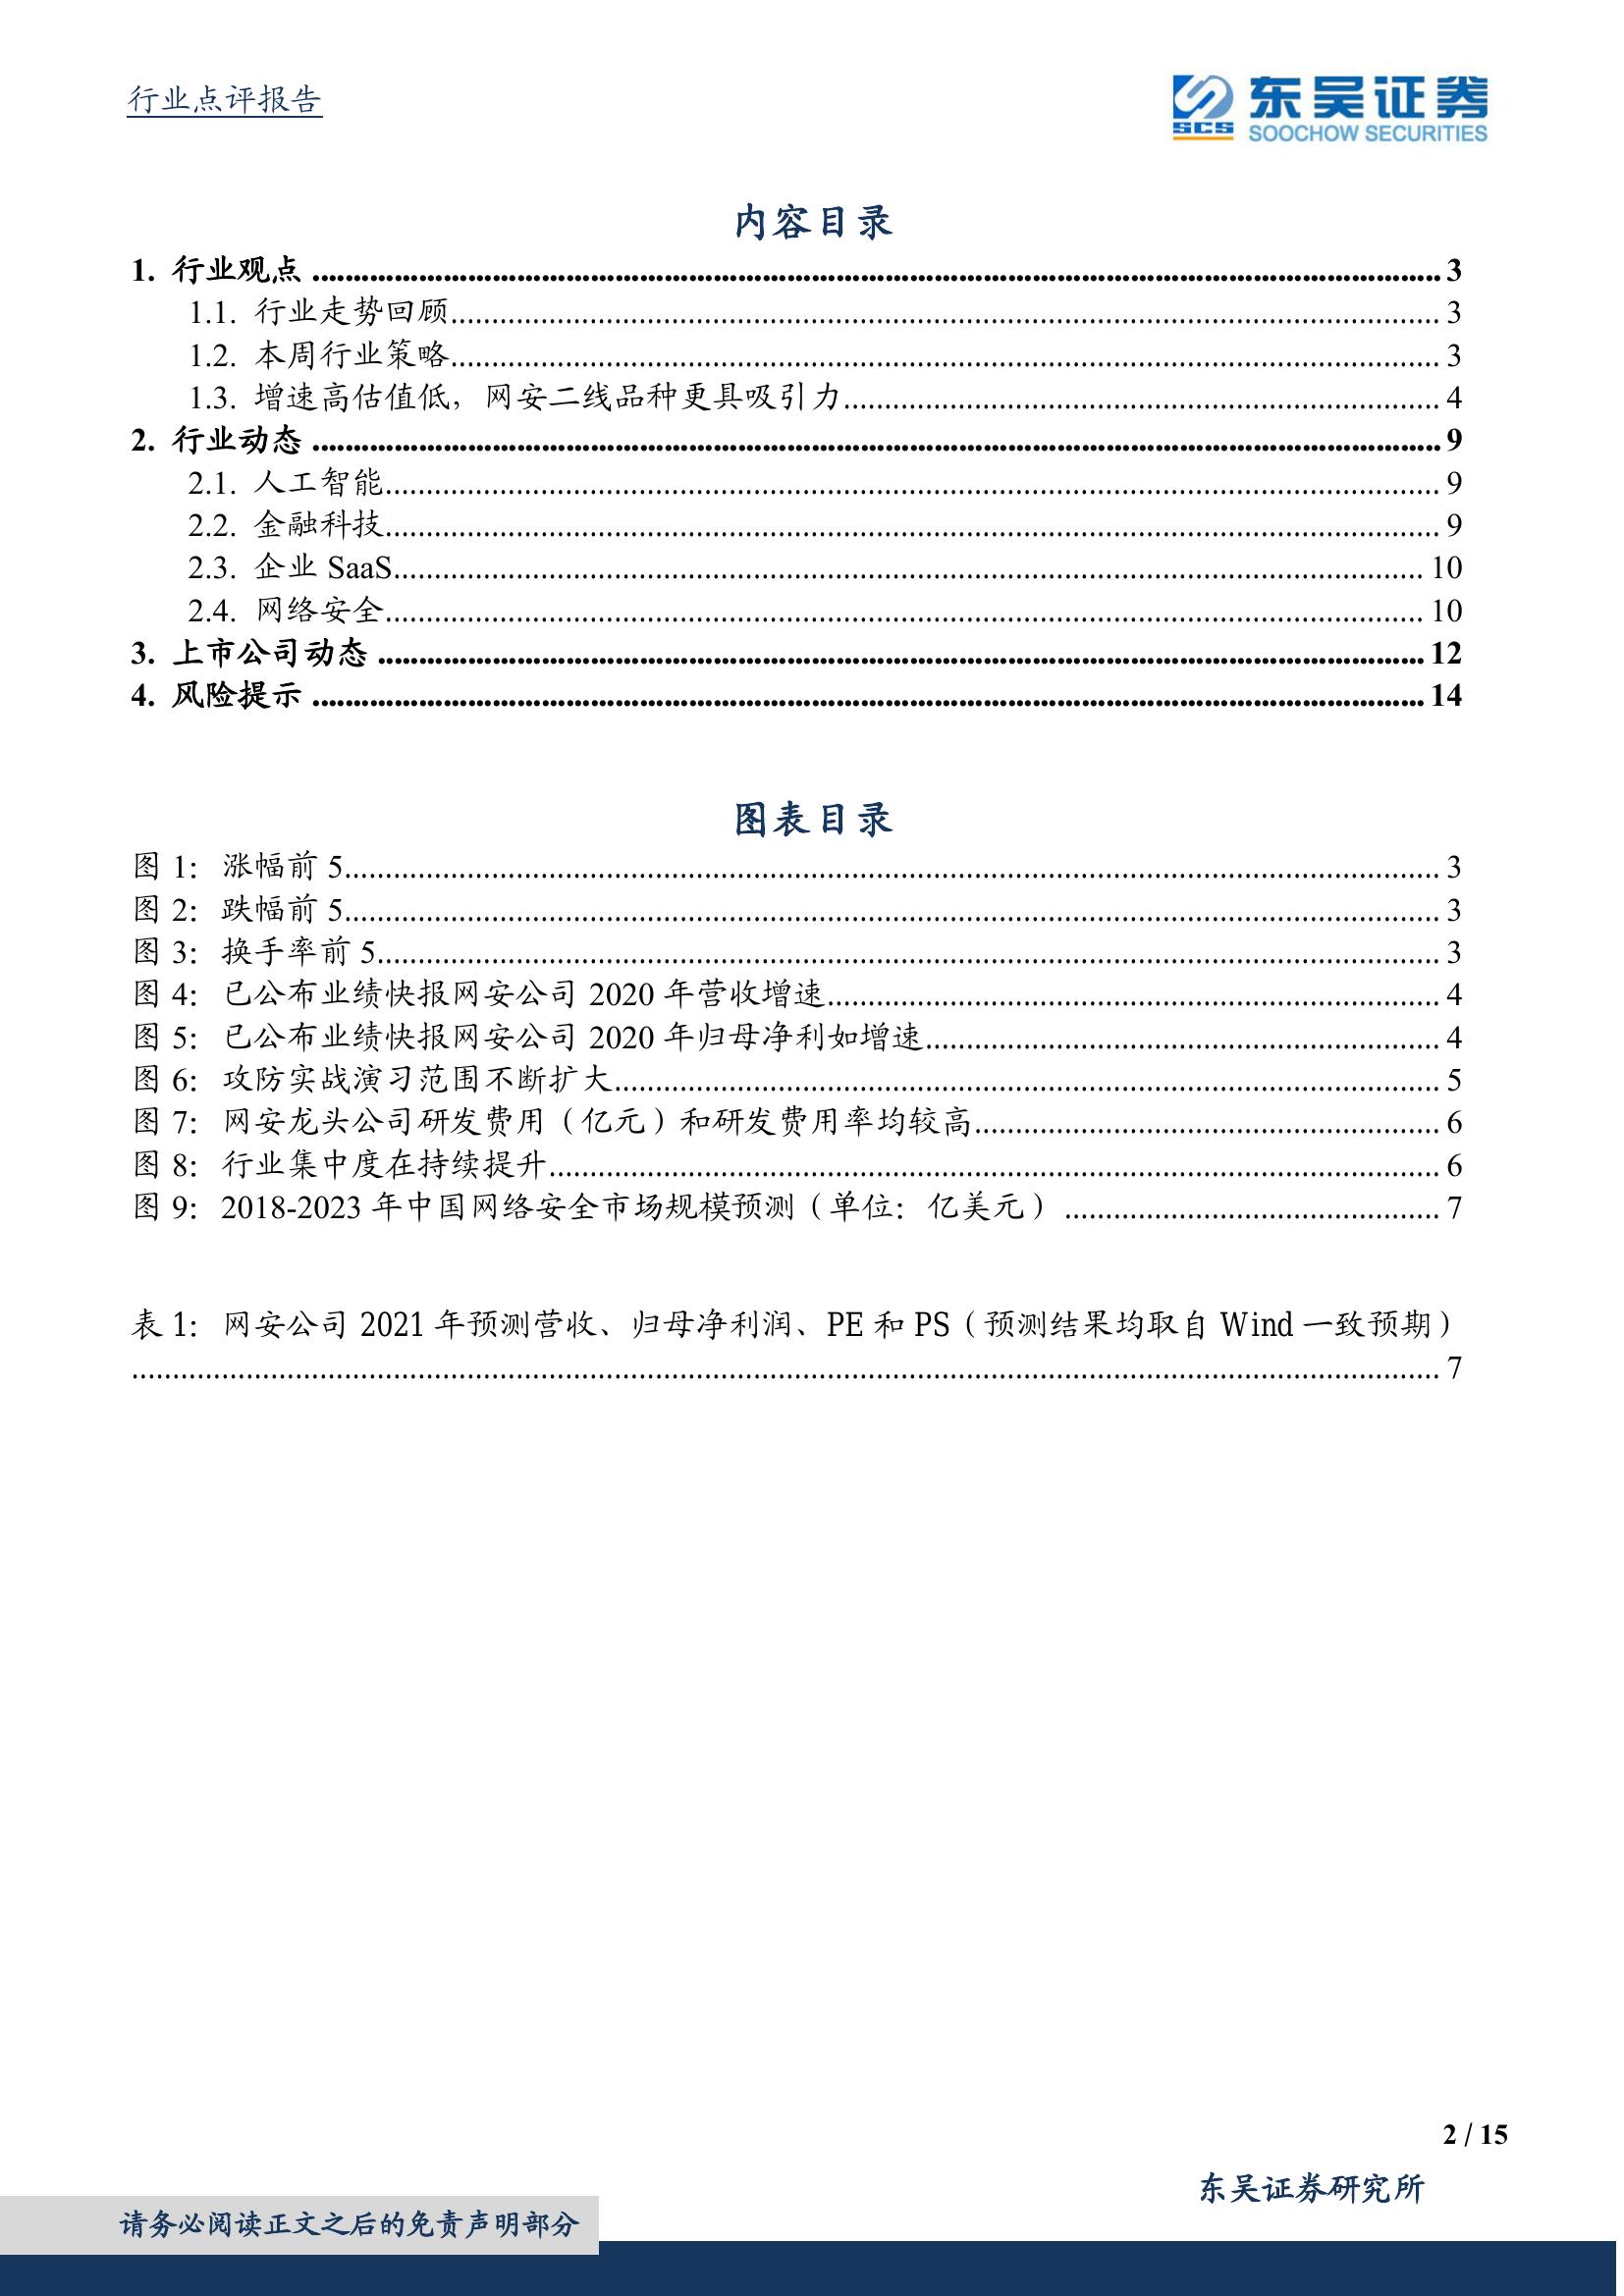 行业点评报告
东吴证券
SCS
SOOCHOW SECURITIES
内容目录
1. 行业观点 ........ 3
1.1. 行业走势回顾 ........ 3
1.2. 本周行业策略 ........ 3
1.3. 增速高估值低，网安二线品种更具吸引力 ........ 4
2. 行业动态 ........ 9
2.1. 人工智能 ........ 9
2.2. 金融科技 ........ 9
2.3. 企业 SaaS ........ 10
2.4. 网络安全 ........ 10
3. 上市公司动态 ........ 12
4. 风险提示 ........ 14
图表目录
图 1： 涨幅前 5 ........ 3
图 2： 跌幅前 5 ........ 3
图 3： 换手率前 5 ........ 3
图 4： 已公布业绩快报网安公司 2020 年营收增速 ........ 4
图 5： 已公布业绩快报网安公司 2020 年归母净利如增速 ........ 4
图 6： 攻防实战演习范围不断扩大 ........ 5
图 7： 网安龙头公司研发费用（亿元）和研发费用率均较高 ........ 6
图 8： 行业集中度在持续提升 ........ 6
图 9： 2018-2023 年中国网络安全市场规模预测（单位：亿美元） ........ 7
表 1： 网安公司 2021 年预测营收、归母净利润、PE 和 PS（预测结果均取自 Wind 一致预期）
........ 7
2 / 15
东吴证券研究所
请务必阅读正文之后的免责声明部分